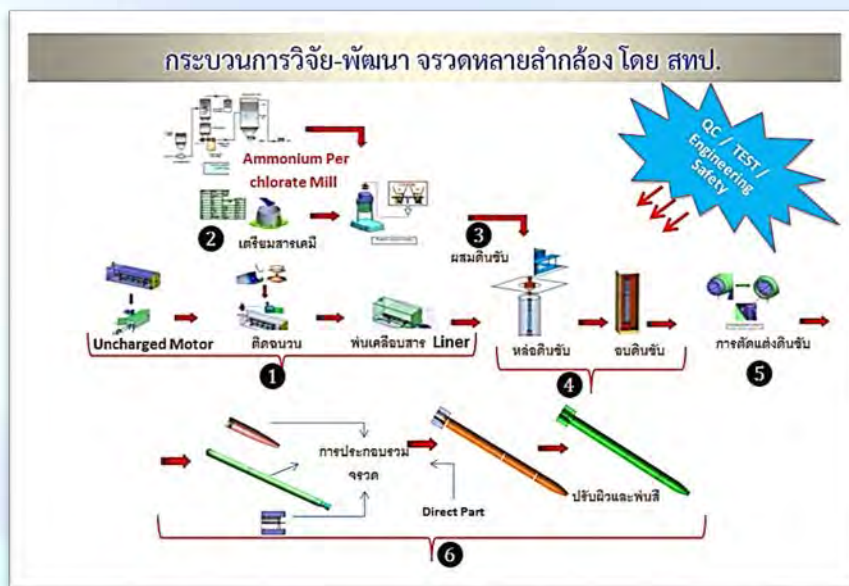 กระบวนการวิจัย-พัฒนา จรวดหลายลำกล้อง โดย สทป.
QC / TEST /
Engineering
Safety
Ammonium Per
chlorate Mill
2
เตรียมสารเคมี
3
ผสมดินขับ
Uncharged Motor
ติดฉนวน
พ่นเคลือบสาร Liner
หล่อดินขับ
อบดินขับ
การตัดแต่งดินขับ
1
4
5
การประกอบรวม
จรวด
Direct Part
ปรับผิวและพ่นสี
6